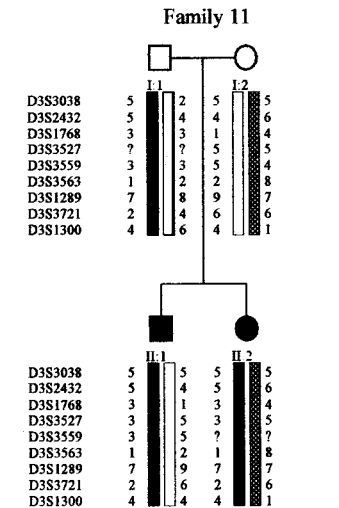 Family 11
I:1 I:2
D3S3038 5 2 5 5
D3S2432 5 4 4 6
D3S1768 3 3 1 4
D3S3527 ? ? 5 5
D3S3559 3 3 5 4
D3S3563 1 2 2 8
D3S1289 7 8 9 7
D3S3721 2 4 6 6
D3S1300 4 6 4 1
II:1 II:2
D3S3038 5 5 5 5
D3S2432 5 4 5 6
D3S1768 3 1 3 4
D3S3527 3 5 3 5
D3S3559 3 5 ? ?
D3S3563 1 2 1 8
D3S1289 7 9 7 7
D3S3721 2 6 2 6
D3S1300 4 4 4 1